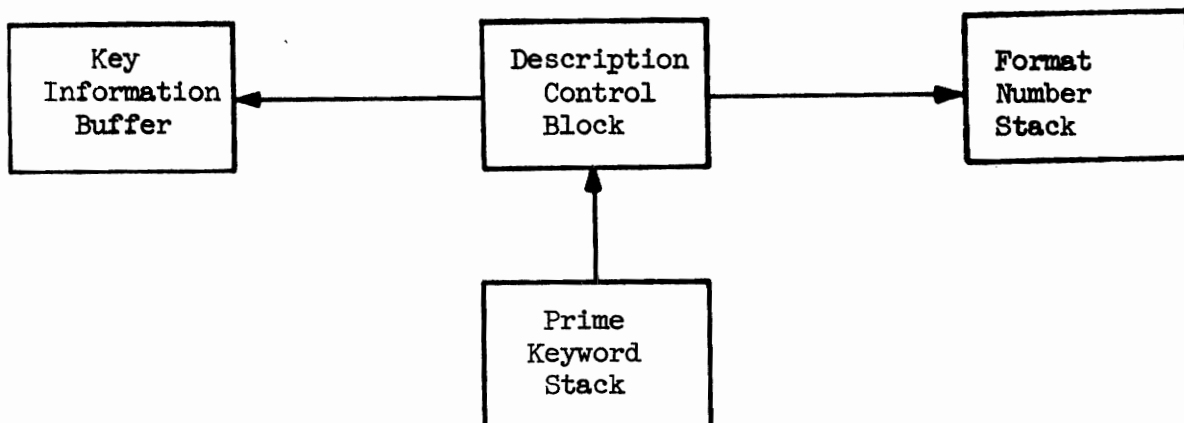 Key
Information
Buffer
Description
Control
Block
Format
Number
Stack
Prime
Keyword
Stack